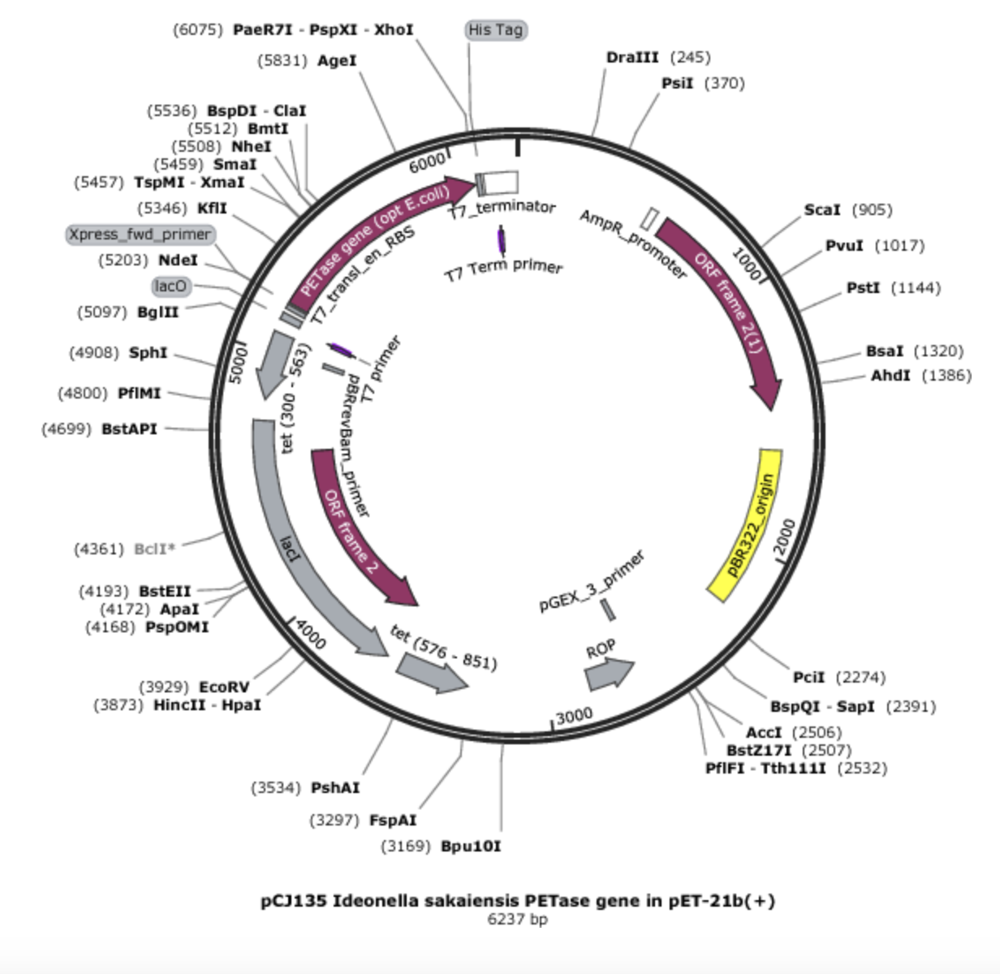 (6075) PaeR7I - PspXI - XhoI
His Tag
(5831) AgeI
DraIII (245)
PsiI (370)
(5536) BspDI - ClaI
(5512) BmtI
(5508) NheI
(5459) SmaI
(5457) TspMI - XmaI
(5346) KflI
Xpress_fwd_primer
(5203) NdeI
lacO
(5097) BglII
(4908) SphI
(4800) PflMI
(4699) BstAPI
(4361) BclI*
(4193) BstEII
(4172) ApaI
(4168) PspOMI
(3929) EcoRV
(3873) HincII - HpaI
(3534) PshAI
(3297) FspAI
(3169) Bpu10I
ScaI (905)
PvuI (1017)
PstI (1144)
BsaI (1320)
AhdI (1386)
PciI (2274)
BspQI - SapI (2391)
AccI (2506)
BstZ17I (2507)
PflFI - Tth111I (2532)
6000
1000
2000
3000
4000
5000
PETase gene (opt E.coli)
T7_transl_en_RBS
T7_terminator
T7 Term primer
AmpR_promoter
ORF frame 2(1)
pBR322_origin
pGEX_3_primer
ROP
tet (576 - 851)
ORF frame 2
lacI
tet (300 - 563)
pBRrevBam_primer
T7 primer
pCJ135 Ideonella sakaiensis PETase gene in pET-21b(+)
6237 bp